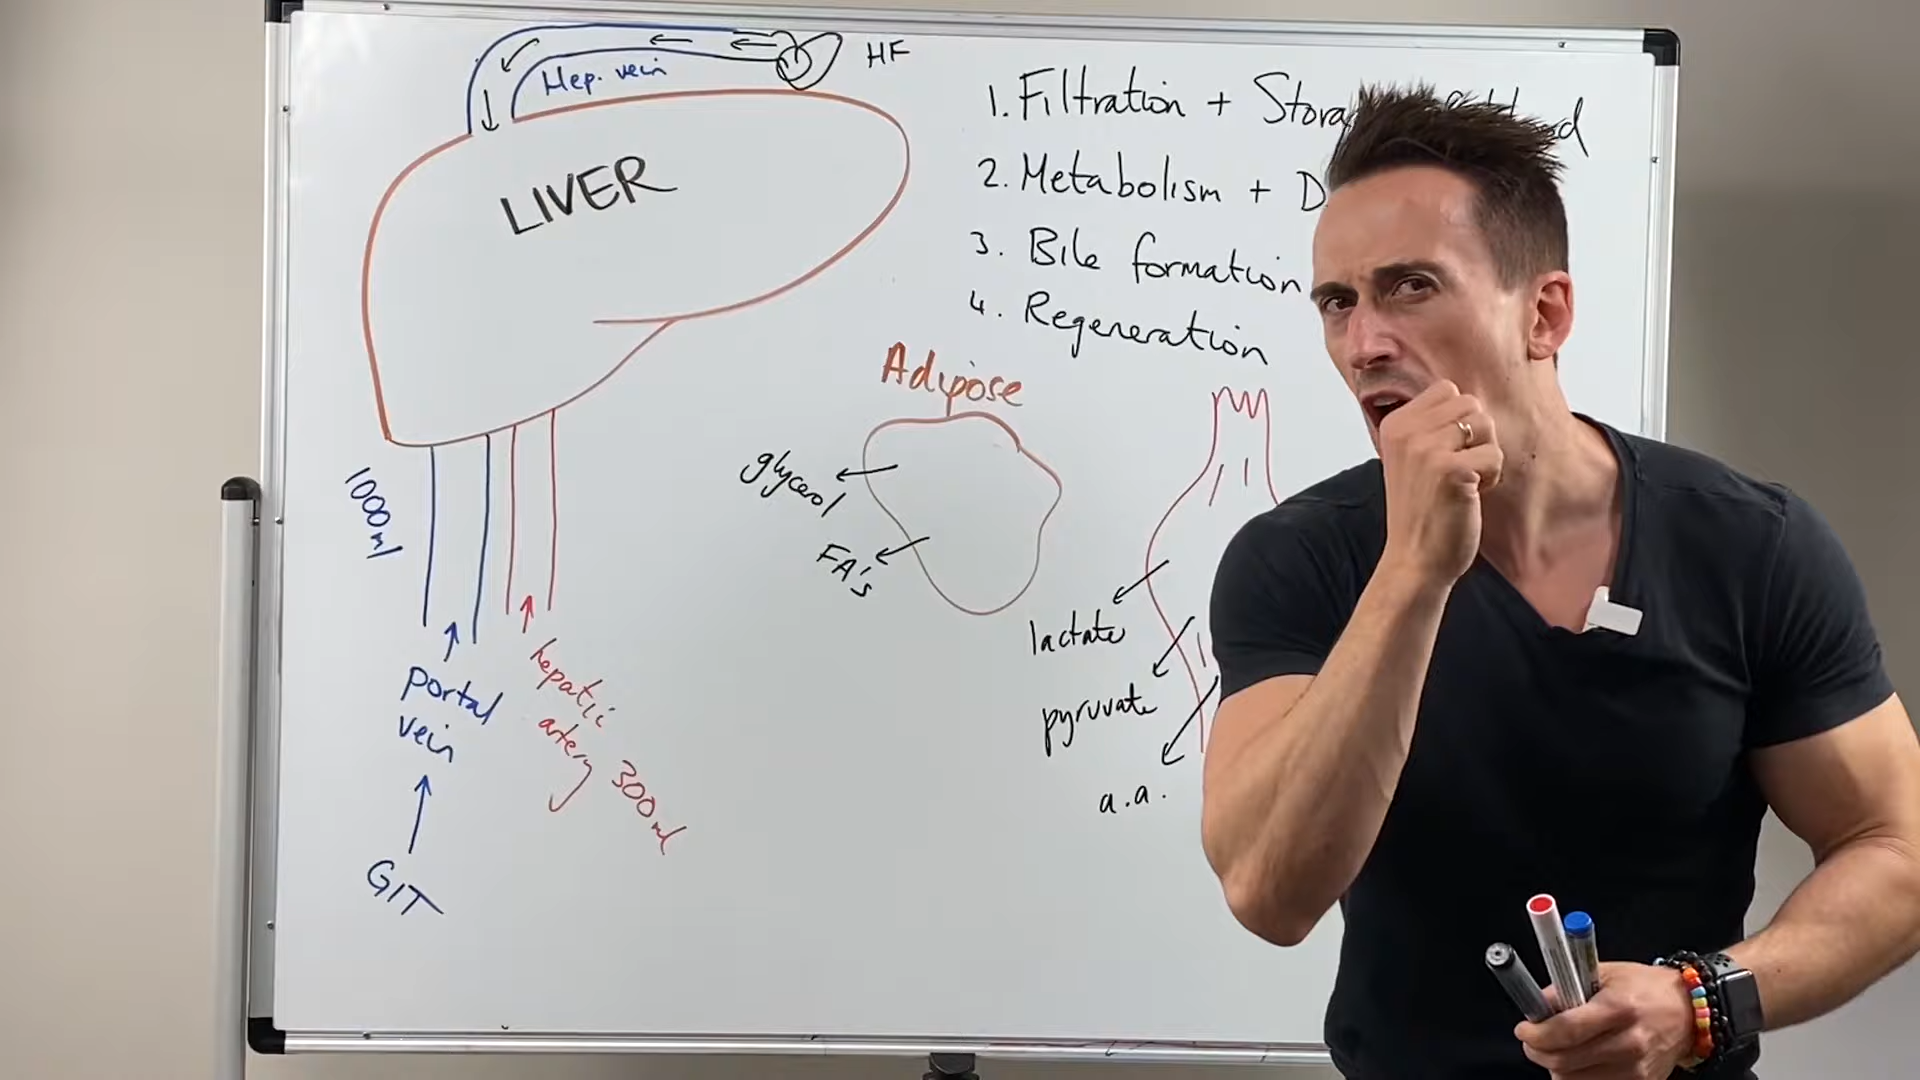 HF
Hep. vein
LIVER
1. Filtration + Stora
2. Metabolism + D
3. Bile formation
4. Regeneration
Adipose
glycerol
FA's
lactate
pyruvate
a.a.
1000ml
portal
vein
GIT
hepatic
artery 300ml